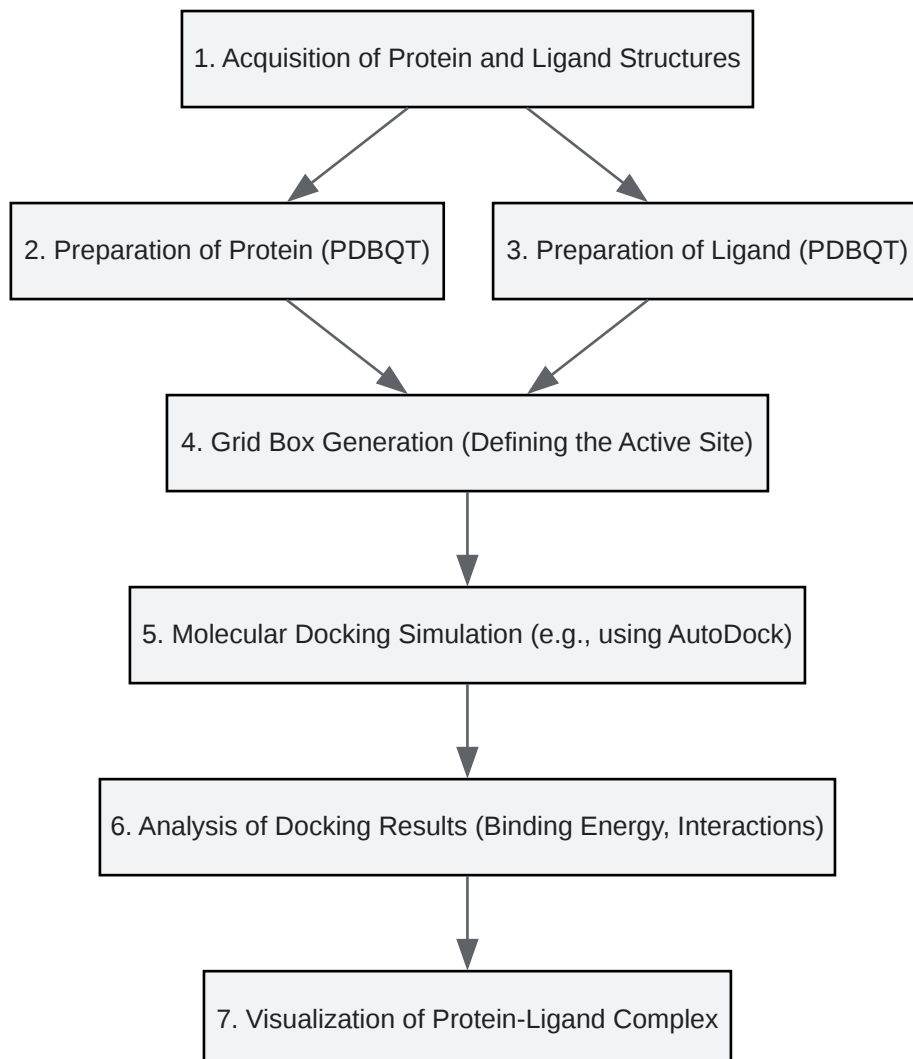 1. Acquisition of Protein and Ligand Structures
2. Preparation of Protein (PDBQT)
3. Preparation of Ligand (PDBQT)
4. Grid Box Generation (Defining the Active Site)
5. Molecular Docking Simulation (e.g., using AutoDock)
6. Analysis of Docking Results (Binding Energy, Interactions)
7. Visualization of Protein-Ligand Complex